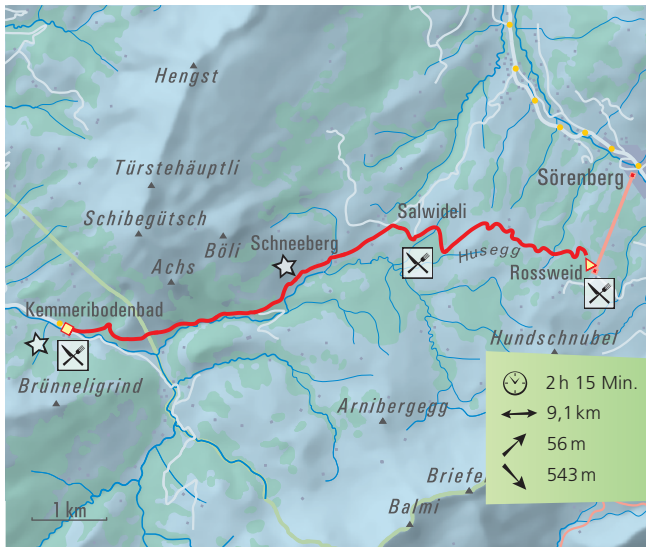 Hengst
Türstehäuptli
Sörenberg
Schibegütsch
Salwideli
Böli
Schneeberg
Husegg
Achs
Rossweid
Kemmeribodenbad
Hundschnubel
Brünneligrind
2 h 15 Min.
9,1 km
Arnibergegg
56 m
543 m
Briefer
Balmi
1 km